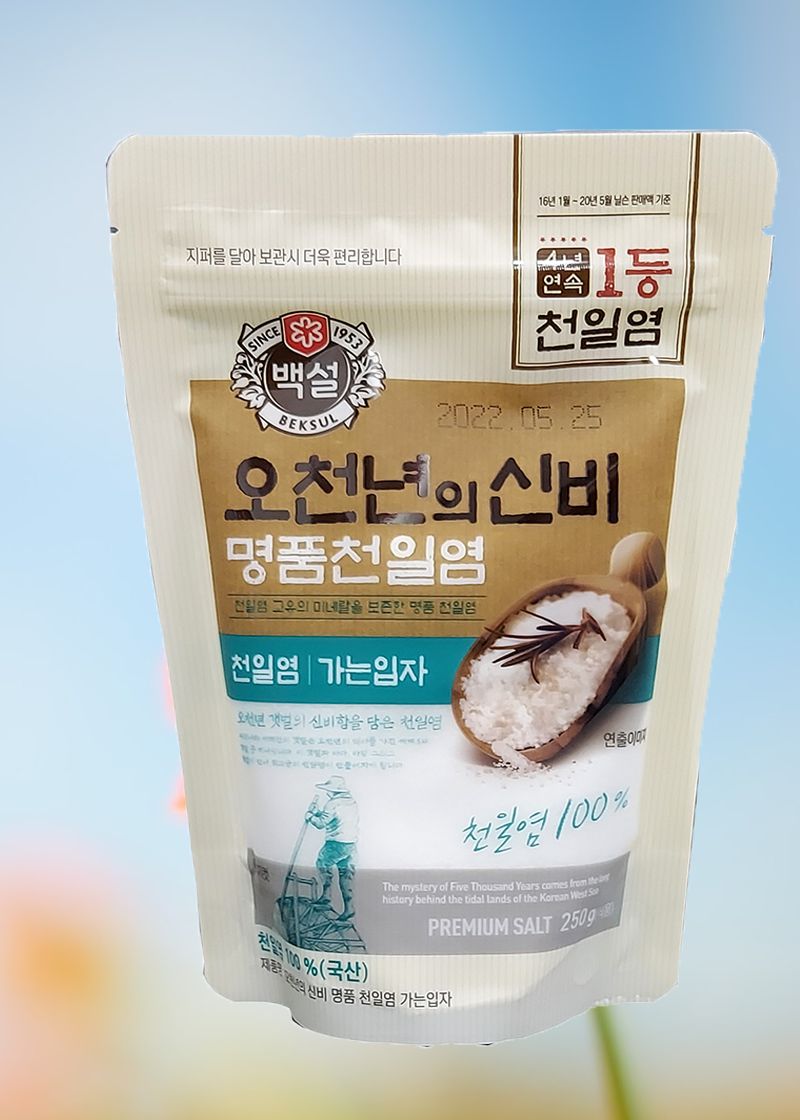 16년 1월 ~ 20년 5월 닐슨 판매액 기준
4년 연속 1등
천일염
지퍼를 달아 보관시 더욱 편리합니다
SINCE 1953
백설
BEKSUL
2022.05.25
오천년의 신비
명품천일염
천일염 고유의 미네랄을 보존한 명품 천일염
천일염 | 가는입자
오천년 갯벌의 신비함을 담은 천일염
연출이미지
천일염 100%
The mystery of Five Thousand Years comes from the long
history behind the tidal lands of the Korean West Sea
PREMIUM SALT 250g
천일염 100 % (국산)
제품명: 오천년의 신비 명품 천일염 가는입자